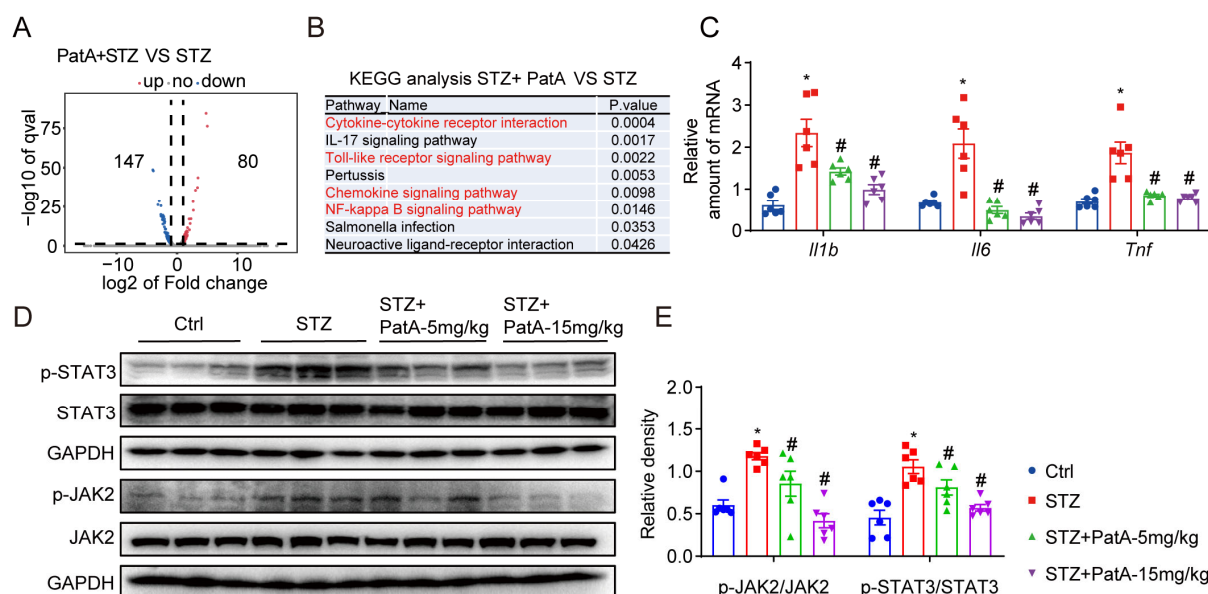 A
PatA+STZ VS STZ
up no down
−log10 of qval
75
50
25
0
147
80
−10 0 10
log2 of Fold change
B
KEGG analysis STZ+ PatA VS STZ
Pathway Name P.value
Cytokine-cytokine receptor interaction 0.0004
IL-17 signaling pathway 0.0017
Toll-like receptor signaling pathway 0.0022
Pertussis 0.0053
Chemokine signaling pathway 0.0098
NF-kappa B signaling pathway 0.0146
Salmonella infection 0.0353
Neuroactive ligand-receptor interaction 0.0426
C
Relative
amount of mRNA
4
3
2
1
0
* # #
* # #
* # #
Il1b Il6 Tnf
D
Ctrl STZ STZ+ PatA-5mg/kg STZ+ PatA-15mg/kg
p-STAT3
STAT3
GAPDH
p-JAK2
JAK2
GAPDH
E
Relative density
2.0
1.5
1.0
0.5
0.0
* # #
* # #
p-JAK2/JAK2 p-STAT3/STAT3
Ctrl
STZ
STZ+PatA-5mg/kg
STZ+PatA-15mg/kg